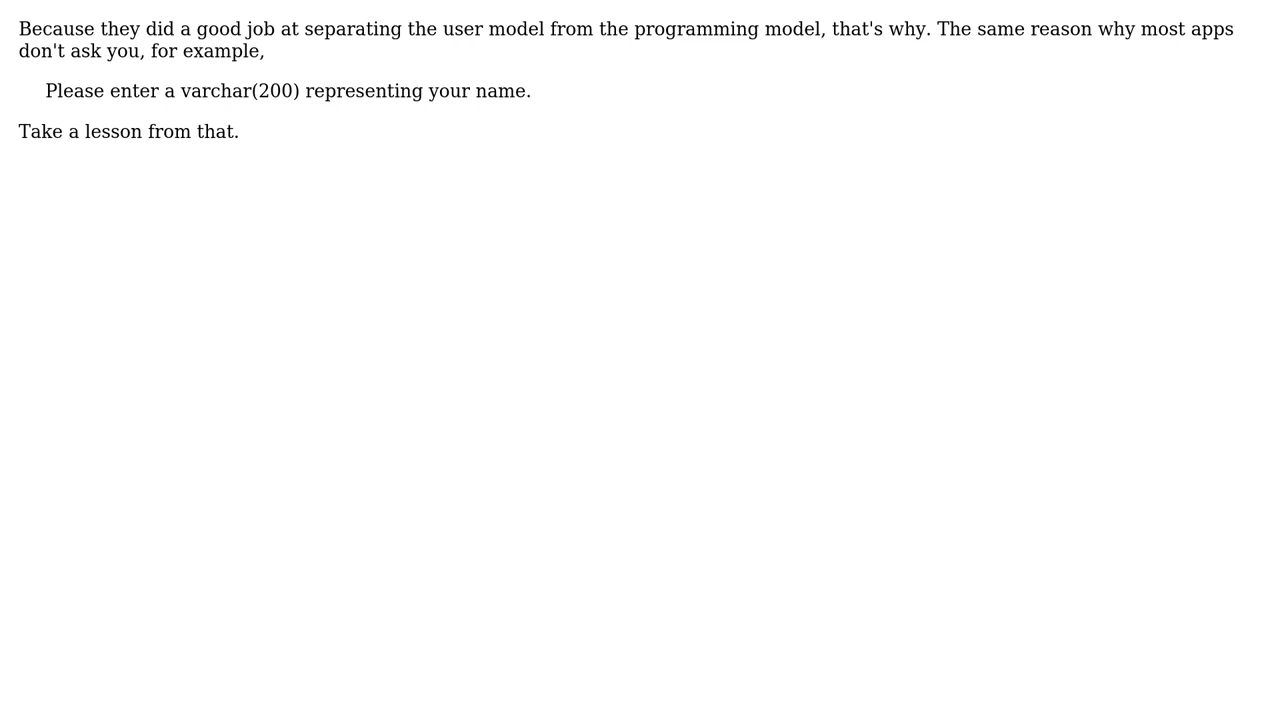 Because they did a good job at separating the user model from the programming model, that's why. The same reason why most apps
don't ask you, for example,
Please enter a varchar(200) representing your name.
Take a lesson from that.